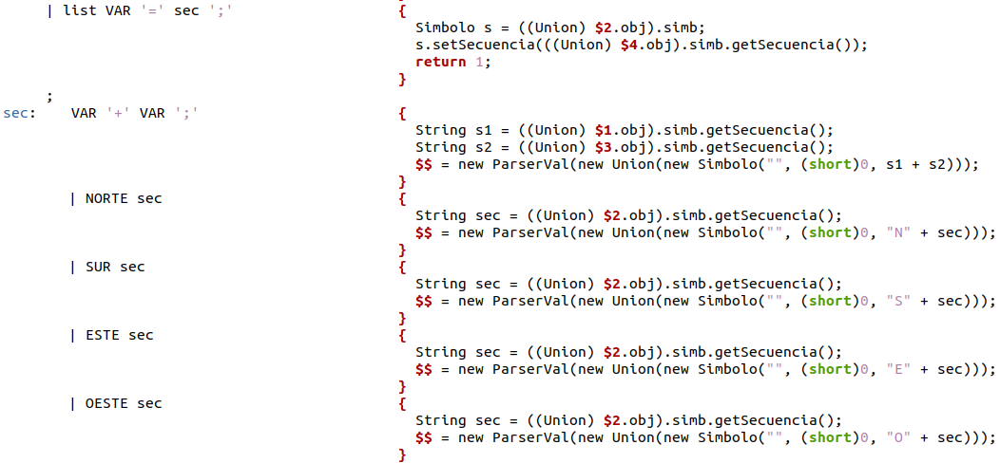 | list VAR '=' sec ';' {
Simbolo s = ((Union) $2.obj).simb;
s.setSecuencia(((Union) $4.obj).simb.getSecuencia());
return 1;
}
;
sec: VAR '+' VAR ';' {
String s1 = ((Union) $1.obj).simb.getSecuencia();
String s2 = ((Union) $3.obj).simb.getSecuencia();
$$ = new ParserVal(new Union(new Simbolo("", (short)0, s1 + s2)));
}
| NORTE sec {
String sec = ((Union) $2.obj).simb.getSecuencia();
$$ = new ParserVal(new Union(new Simbolo("", (short)0, "N" + sec)));
}
| SUR sec {
String sec = ((Union) $2.obj).simb.getSecuencia();
$$ = new ParserVal(new Union(new Simbolo("", (short)0, "S" + sec)));
}
| ESTE sec {
String sec = ((Union) $2.obj).simb.getSecuencia();
$$ = new ParserVal(new Union(new Simbolo("", (short)0, "E" + sec)));
}
| OESTE sec {
String sec = ((Union) $2.obj).simb.getSecuencia();
$$ = new ParserVal(new Union(new Simbolo("", (short)0, "O" + sec)));
}